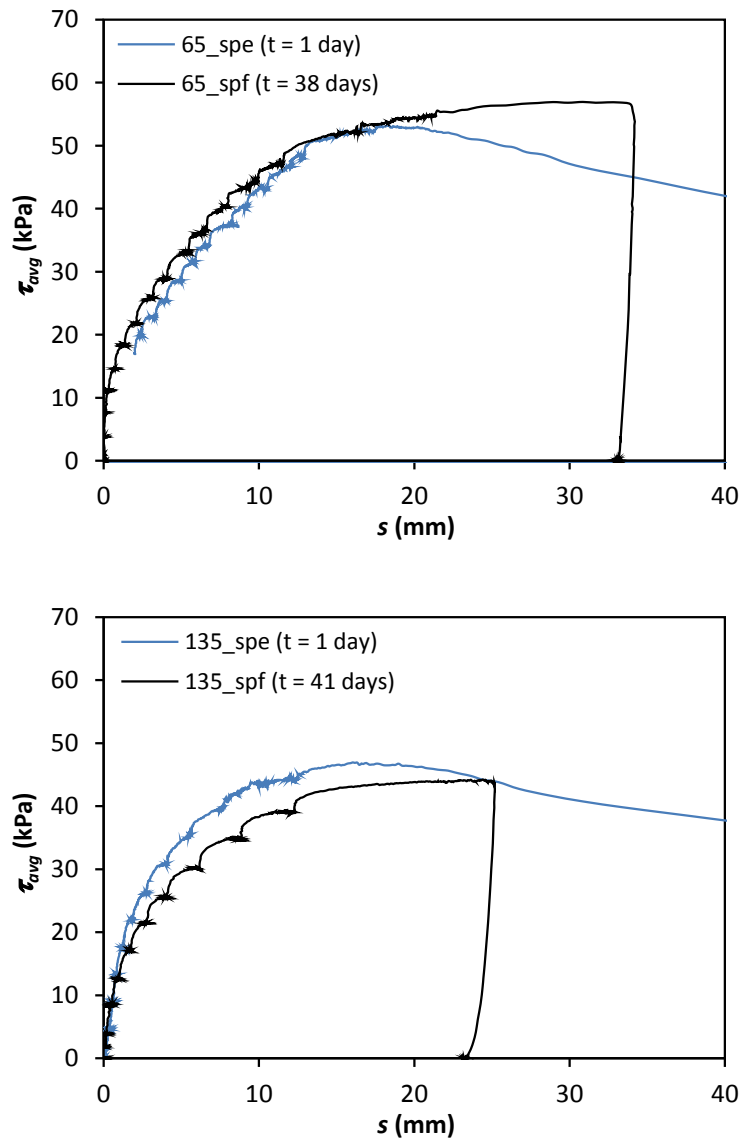 70
60
50
40
30
20
10
0
τavg (kPa)
65_spe (t = 1 day)
65_spf (t = 38 days)
0 10 20 30 40
s (mm)
70
60
50
40
30
20
10
0
τavg (kPa)
135_spe (t = 1 day)
135_spf (t = 41 days)
0 10 20 30 40
s (mm)